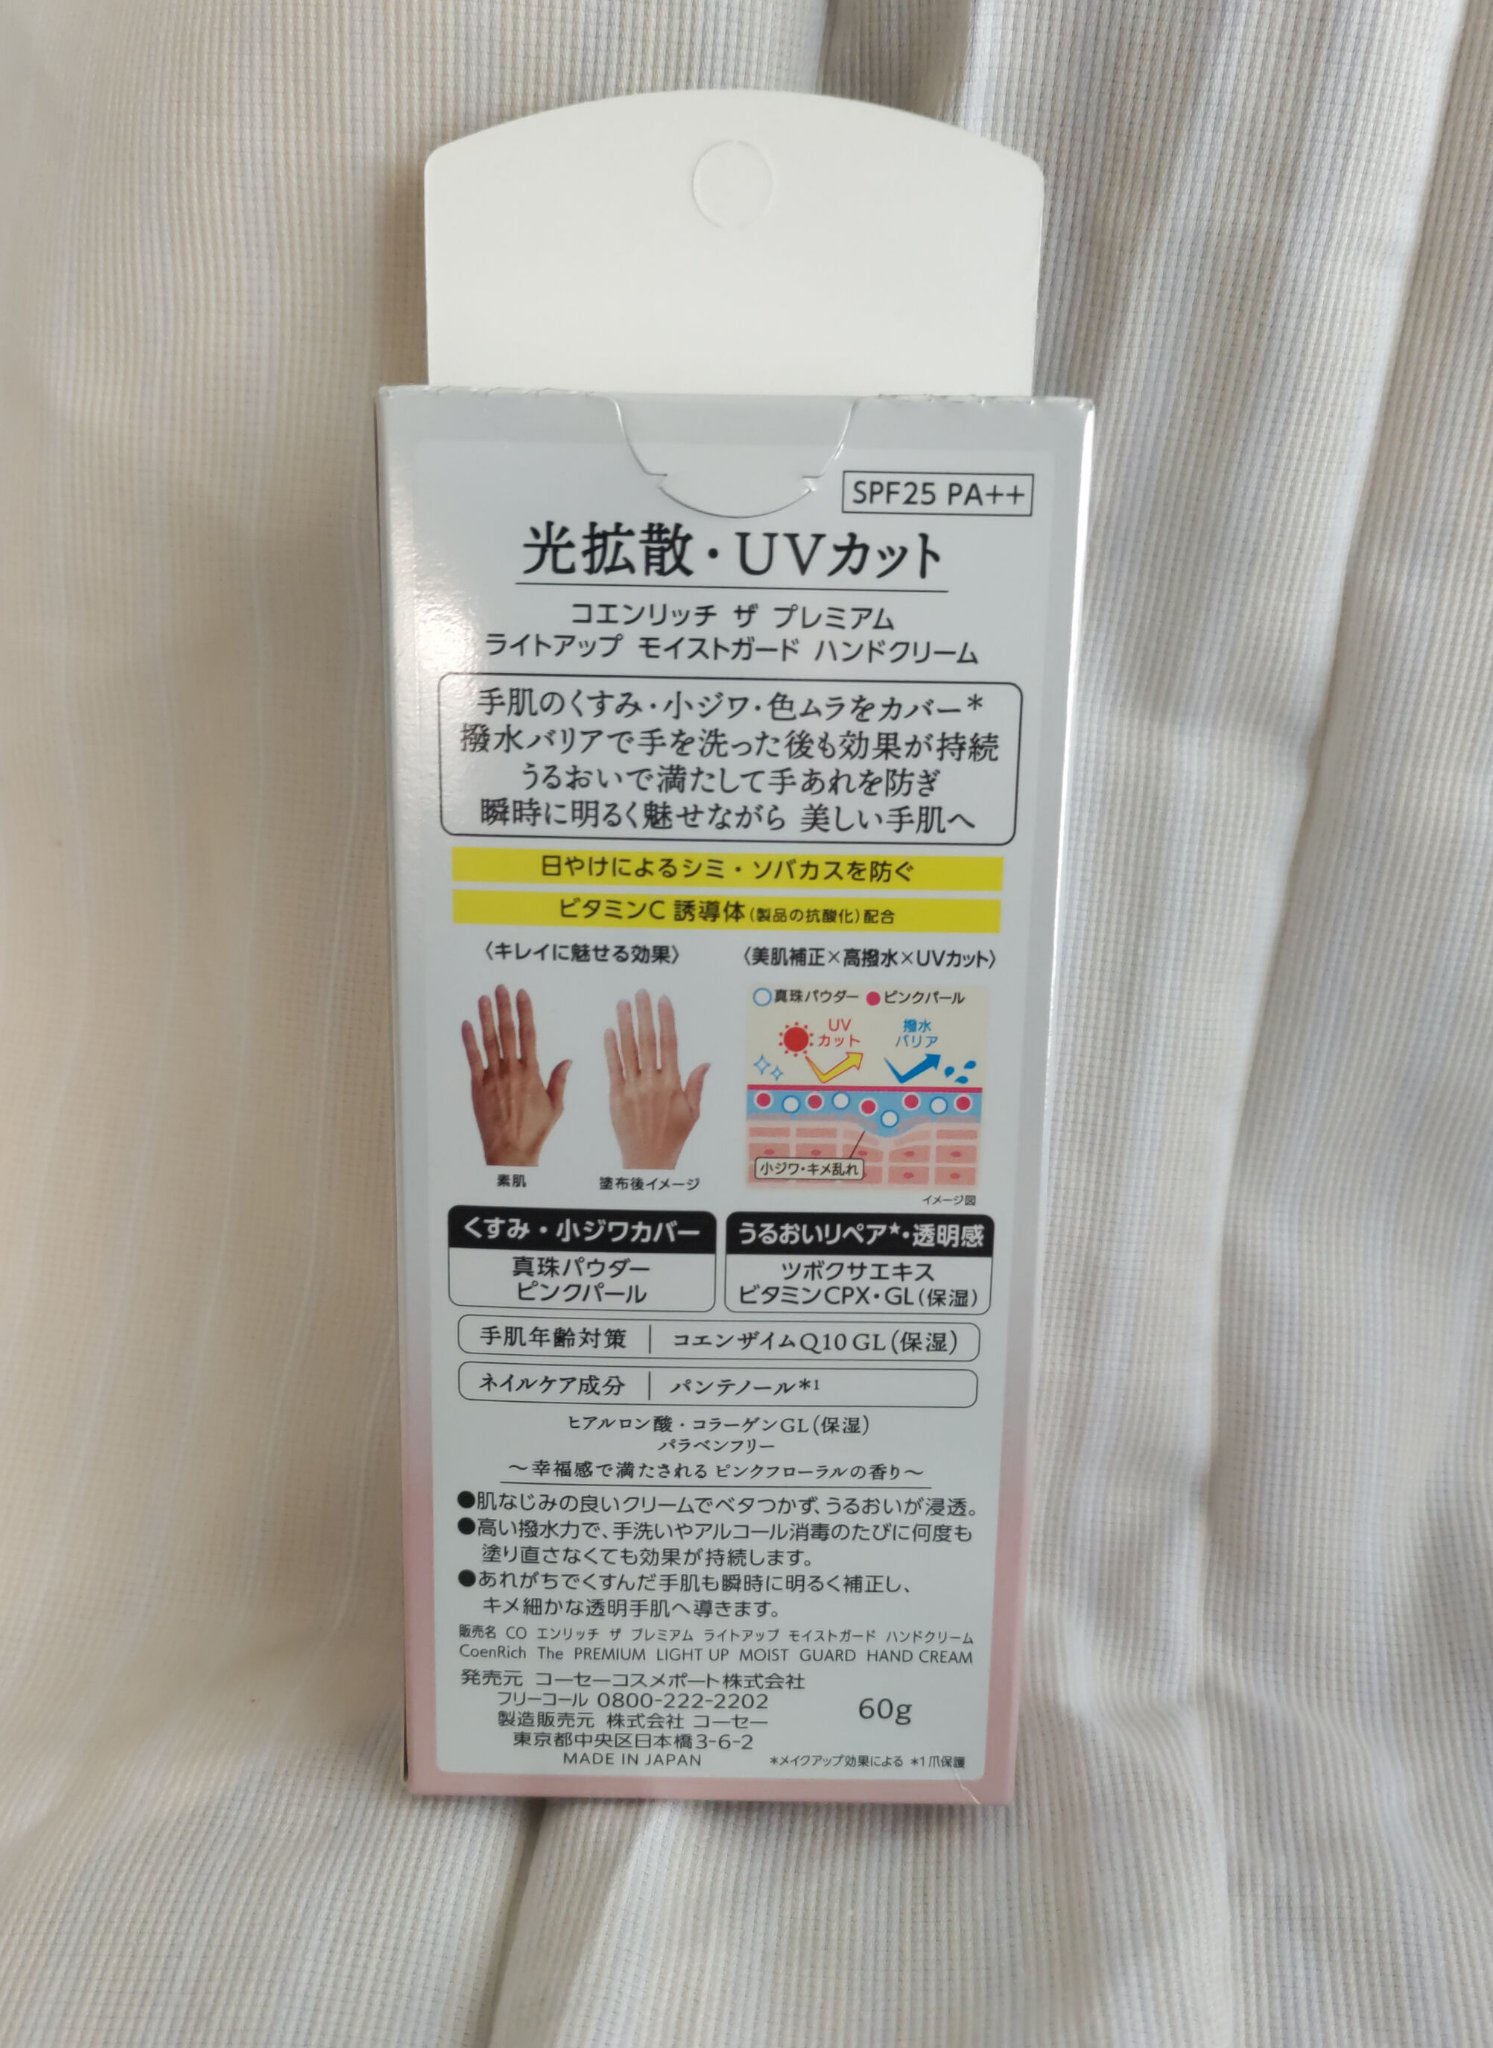 SPF25 PA++
光拡散・UVカット
コエンリッチ ザ プレミアム
ライトアップ モイストガード ハンドクリーム
手肌のくすみ・小ジワ・色ムラをカバー*
撥水バリアで手を洗った後も効果が持続
うるおいで満たして手あれを防ぎ
瞬時に明るく魅せながら 美しい手肌へ
日やけによるシミ・ソバカスを防ぐ
ビタミンC 誘導体(製品の抗酸化)配合
〈キレイに魅せる効果〉
素肌
塗布後イメージ
〈美肌補正×高撥水×UVカット〉
真珠パウダー ピンクパール
UV
カット
撥水
バリア
小ジワ・キメ乱れ
イメージ図
くすみ・小ジワカバー
真珠パウダー
ピンクパール
うるおいリペア★・透明感
ツボクサエキス
ビタミンCPX・GL(保湿)
手肌年齢対策 | コエンザイムQ10 GL(保湿)
ネイルケア成分 | パンテノール*1
ヒアルロン酸・コラーゲンGL(保湿)
パラベンフリー
〜幸福感で満たされる ピンクフローラルの香り〜
●肌なじみの良いクリームでベタつかず、うるおいが浸透。
●高い撥水力で、手洗いやアルコール消毒のたびに何度も
塗り直さなくても効果が持続します。
●あれがちでくすんだ手肌も瞬時に明るく補正し、
キメ細かな透明手肌へ導きます。
販売名 CO エンリッチ ザ プレミアム ライトアップ モイストガード ハンドクリーム
CoenRich The PREMIUM LIGHT UP MOIST GUARD HAND CREAM
発売元 コーセーコスメポート株式会社
フリーコール 0800-222-2202
製造販売元 株式会社 コーセー
東京都中央区日本橋3-6-2
MADE IN JAPAN
60g
*メイクアップ効果による *1 爪保護